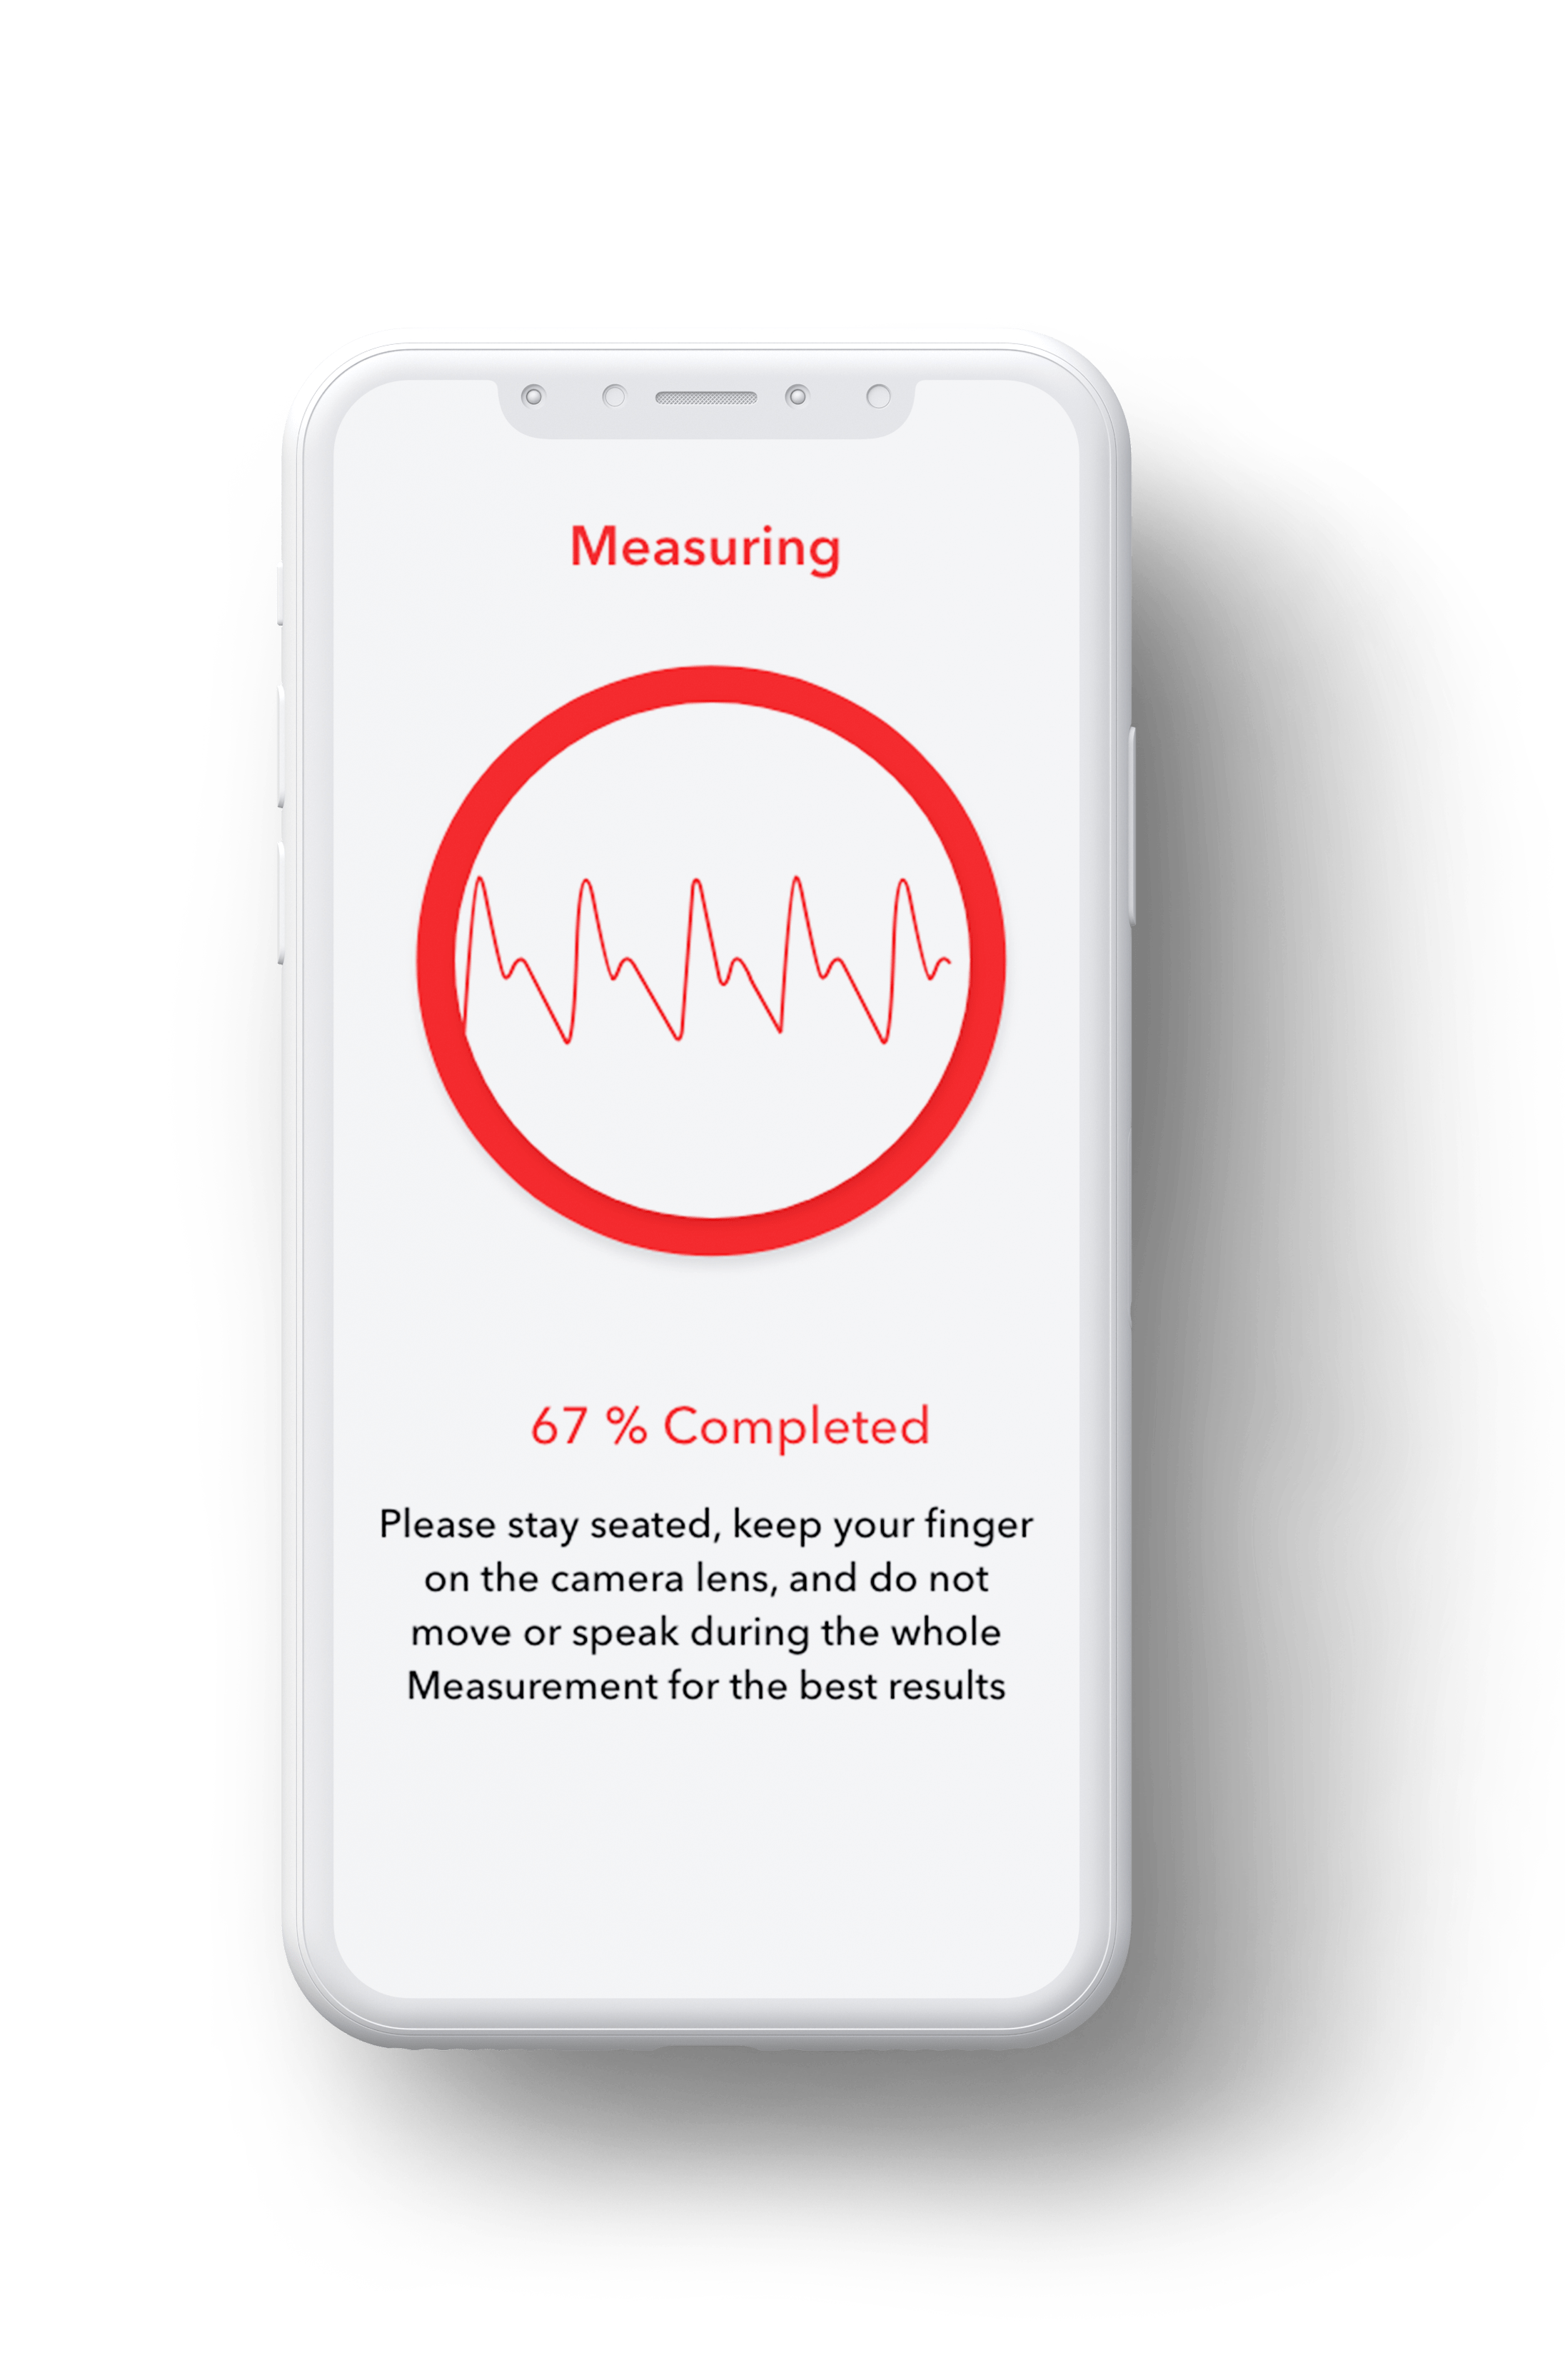 Measuring
67 % Completed
Please stay seated, keep your finger
on the camera lens, and do not
move or speak during the whole
Measurement for the best results